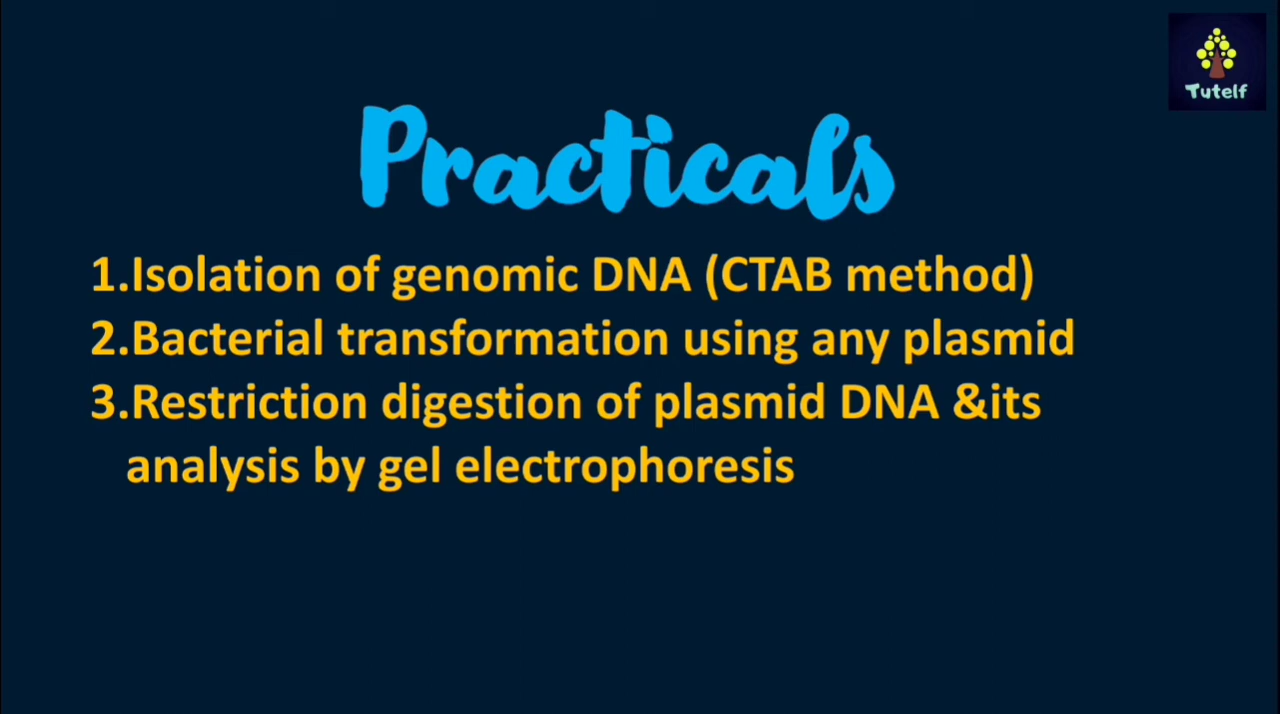 Tutelf
Practicals
1.Isolation of genomic DNA (CTAB method)
2.Bacterial transformation using any plasmid
3.Restriction digestion of plasmid DNA &its
analysis by gel electrophoresis